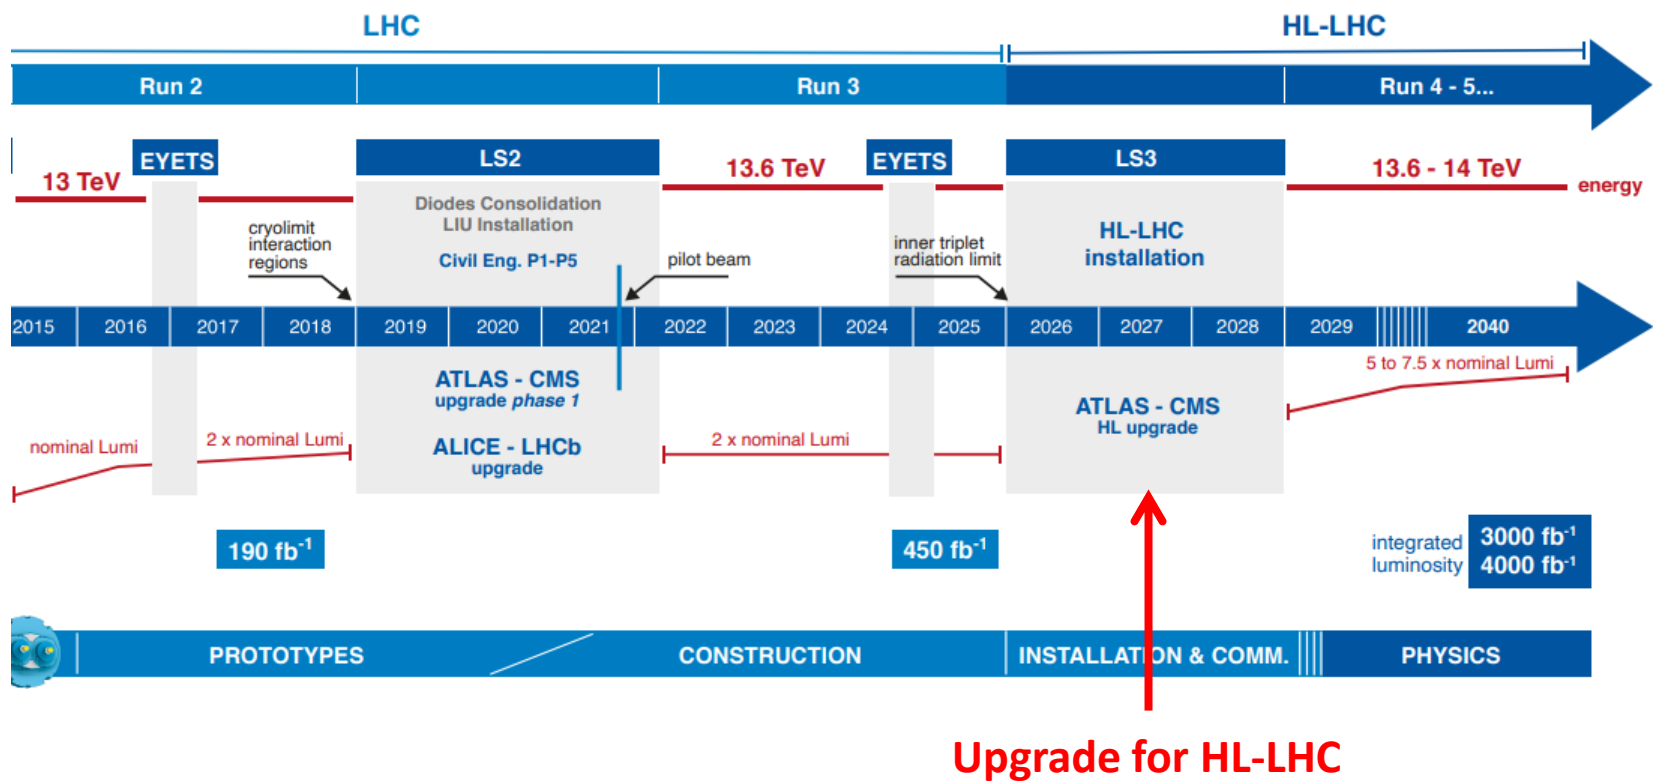 LHC
HL-LHC
Run 2
Run 3
Run 4 - 5...
EYETS
LS2
EYETS
LS3
13 TeV
13.6 TeV
13.6 - 14 TeV
energy
Diodes Consolidation
LIU Installation
Civil Eng. P1-P5
cryolimit
interaction
regions
pilot beam
inner triplet
radiation limit
HL-LHC
installation
2015 2016 2017 2018 2019 2020 2021 2022 2023 2024 2025 2026 2027 2028 2029 2040
5 to 7.5 x nominal Lumi
ATLAS - CMS
upgrade phase 1
ATLAS - CMS
HL upgrade
nominal Lumi
2 x nominal Lumi
ALICE - LHCb
upgrade
2 x nominal Lumi
190 fb⁻¹
450 fb⁻¹
integrated
luminosity
3000 fb⁻¹
4000 fb⁻¹
PROTOTYPES
CONSTRUCTION
INSTALLATION & COMM.
PHYSICS
Upgrade for HL-LHC